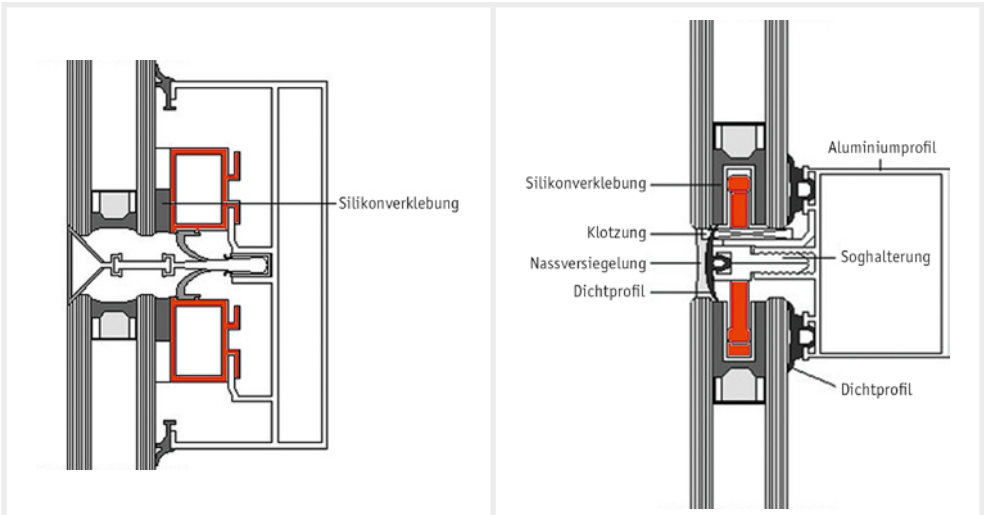 Silikonverklebung
Aluminiumprofil
Silikonverklebung
Klotzung
Nassversiegelung
Soghalterung
Dichtprofil
Dichtprofil